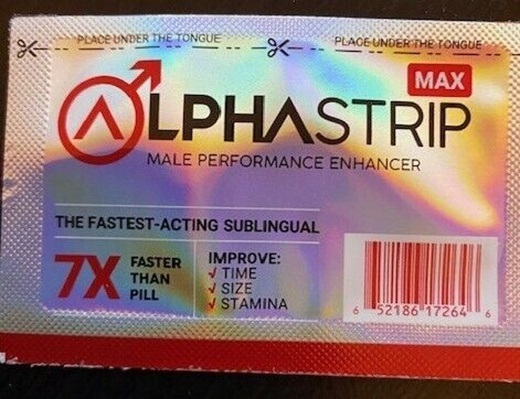 PLACE UNDER THE TONGUE PLACE UNDER THE TONGUE
MAX
ALPHASTRIP
MALE PERFORMANCE ENHANCER
THE FASTEST-ACTING SUBLINGUAL
7X FASTER
THAN
PILL
IMPROVE:
√ TIME
√ SIZE
√ STAMINA
6 52186 17264 6